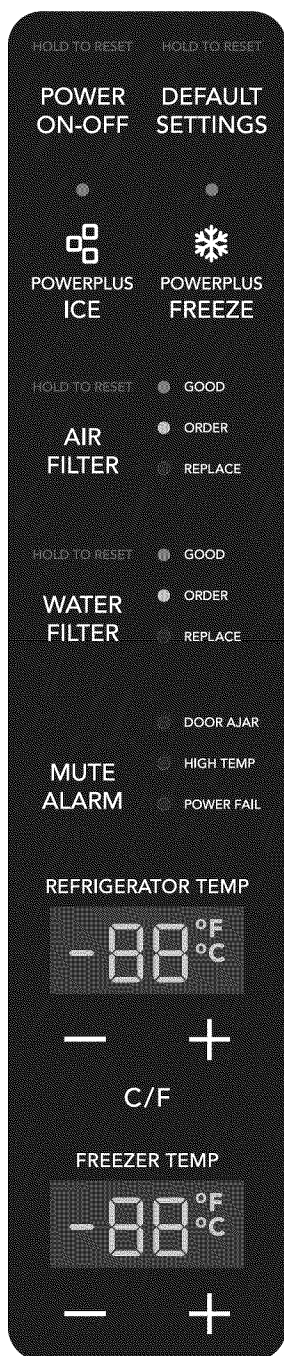 HOLD TO RESET HOLD TO RESET
POWER DEFAULT
ON-OFF SETTINGS
POWERPLUS POWERPLUS
ICE FREEZE
HOLD TO RESET GOOD
AIR ORDER
FILTER REPLACE
HOLD TO RESET GOOD
WATER ORDER
FILTER REPLACE
DOOR AJAR
MUTE HIGH TEMP
ALARM POWER FAIL
REFRIGERATOR TEMP
-88 °F
°C
− +
C/F
FREEZER TEMP
-88 °F
°C
− +